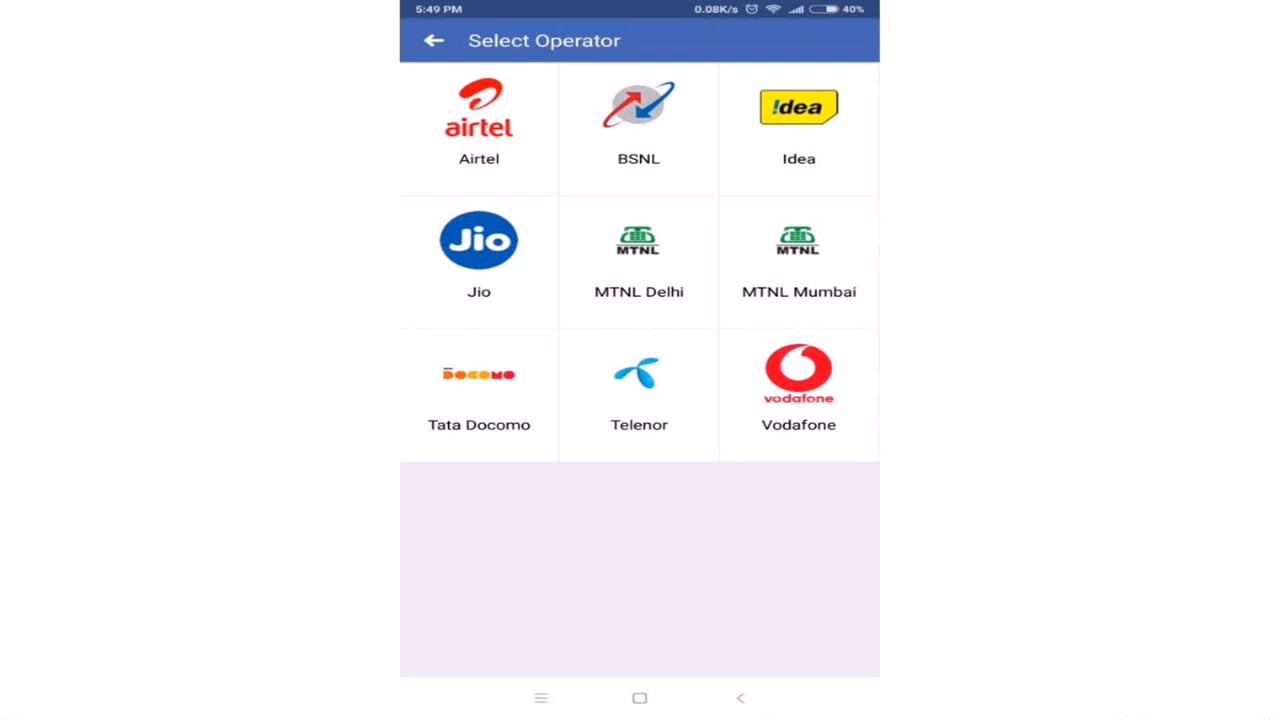 5:49 PM 0.08K/s 40%
Select Operator
airtel !dea
Airtel BSNL Idea
Jio MTNL MTNL
Jio MTNL Delhi MTNL Mumbai
DOCOMO vodafone
Tata Docomo Telenor Vodafone